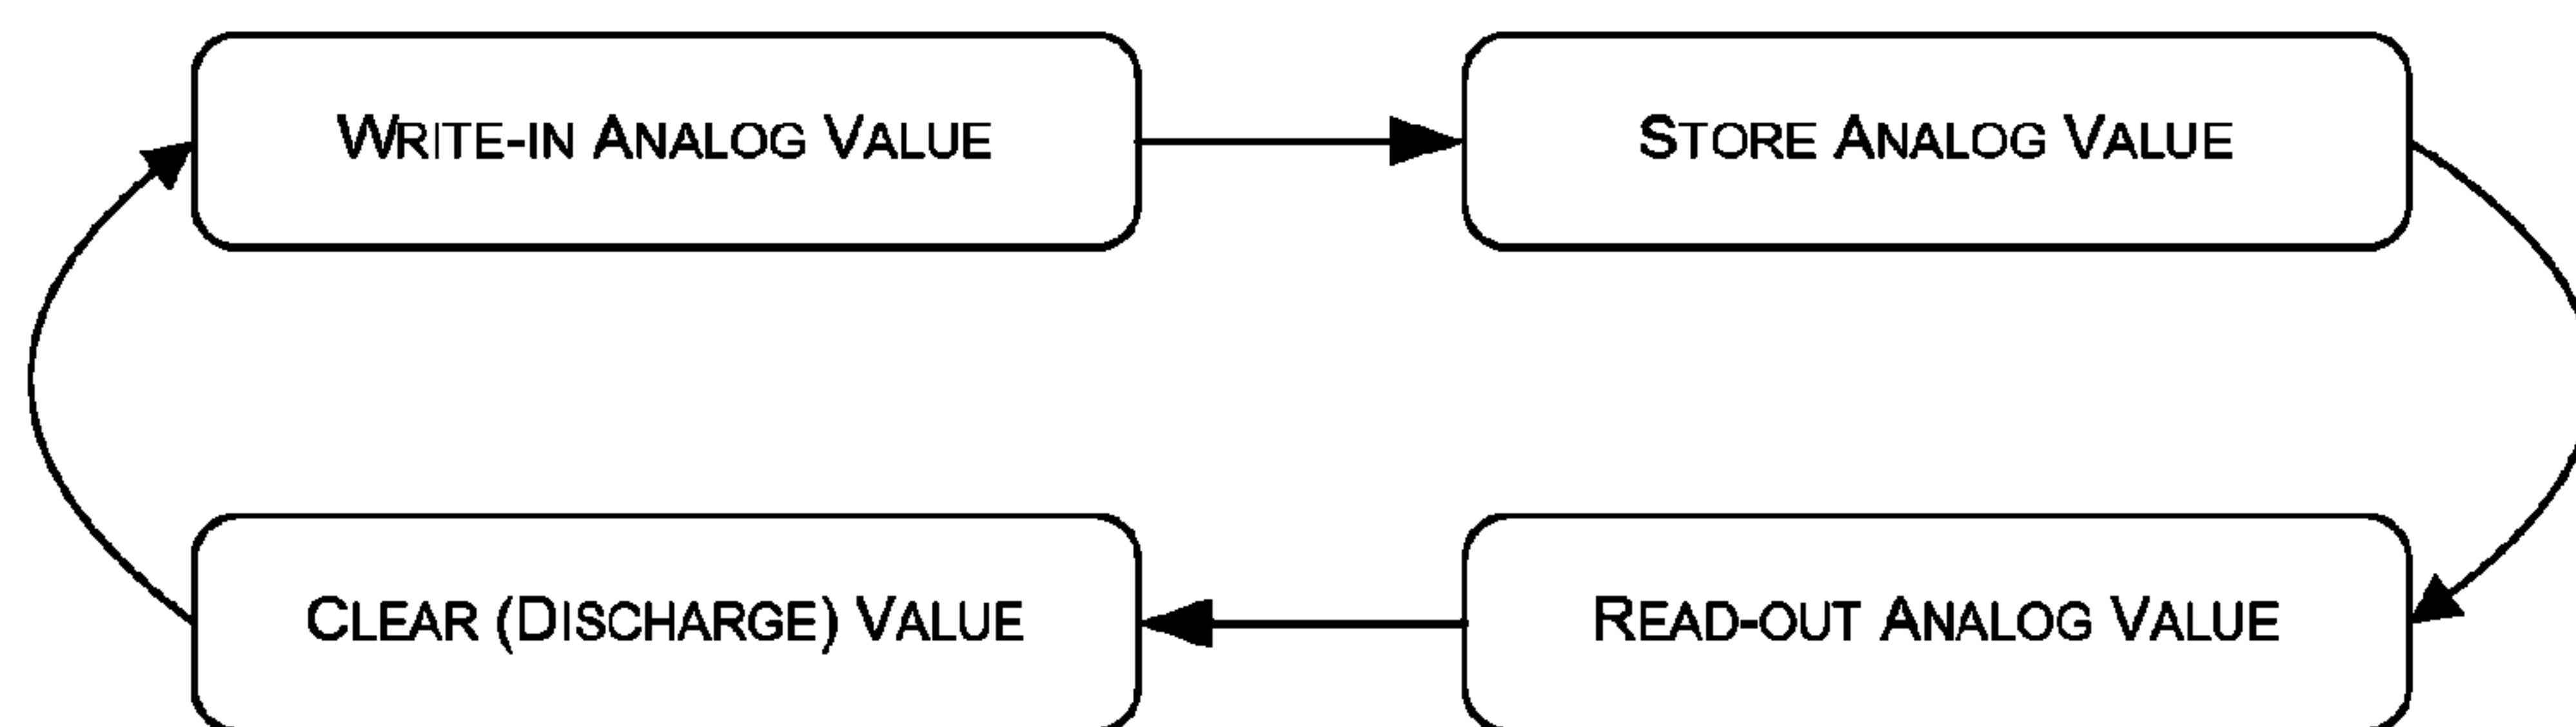 WRITE-IN ANALOG VALUE
STORE ANALOG VALUE
CLEAR (DISCHARGE) VALUE
READ-OUT ANALOG VALUE